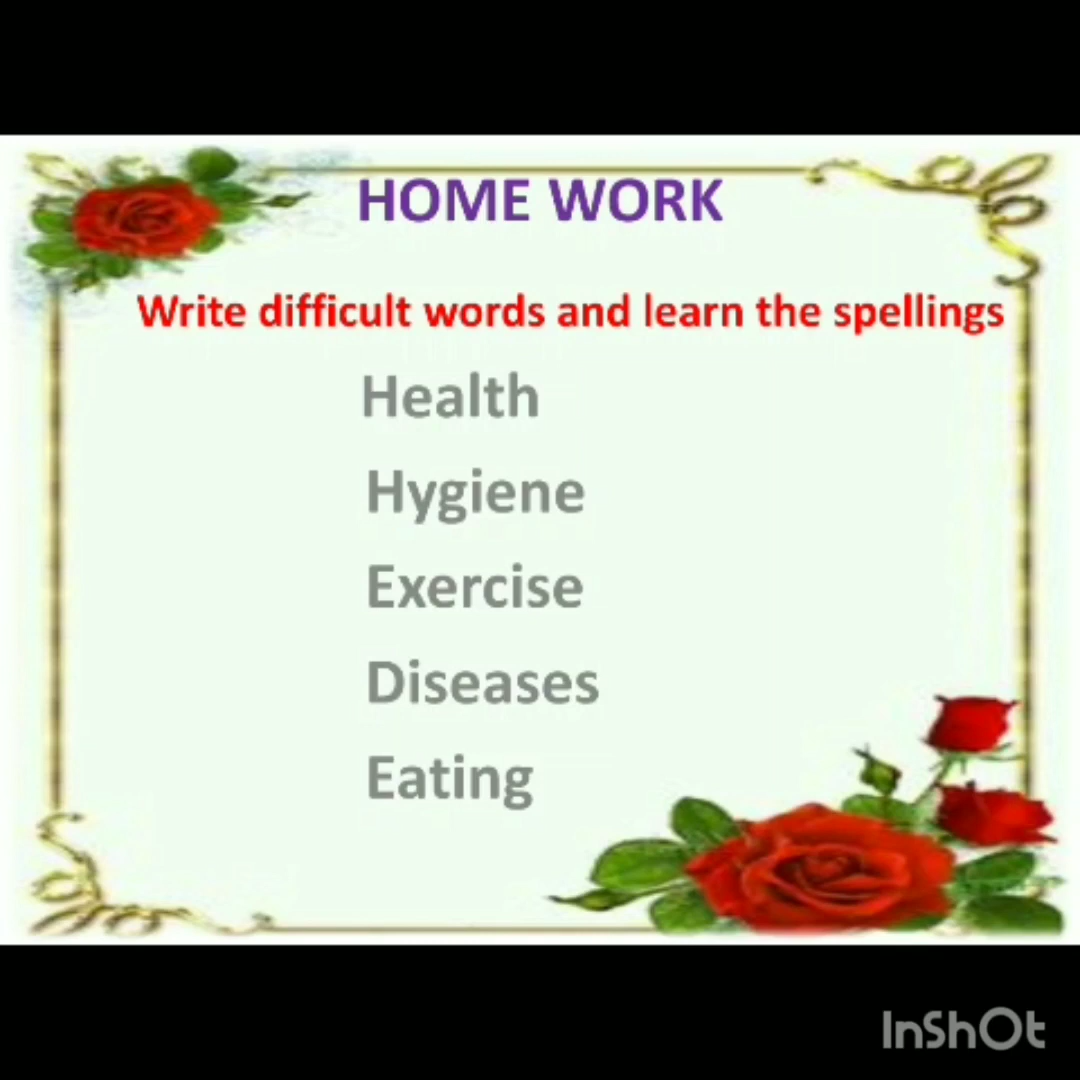 HOME WORK
Write difficult words and learn the spellings
Health
Hygiene
Exercise
Diseases
Eating
InShOt